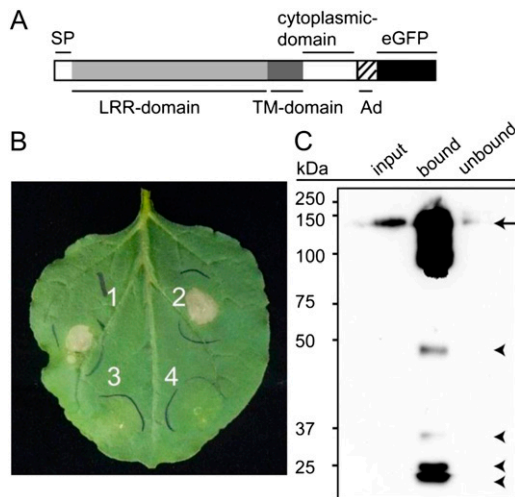 A
SP
cytoplasmic-
domain
eGFP
LRR-domain
TM-domain
Ad
B
1
2
3
4
C
kDa
input
bound
unbound
250
150
100
75
50
37
25